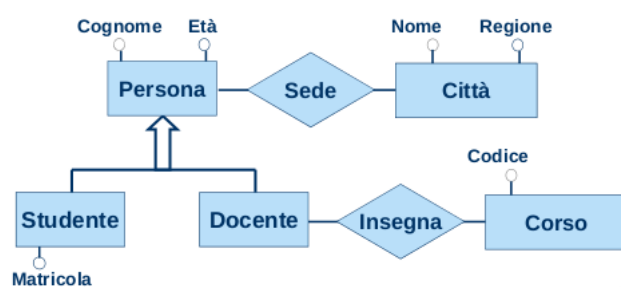 Cognome Età Nome Regione
Persona Sede Città
Codice
Studente Docente Insegna Corso
Matricola